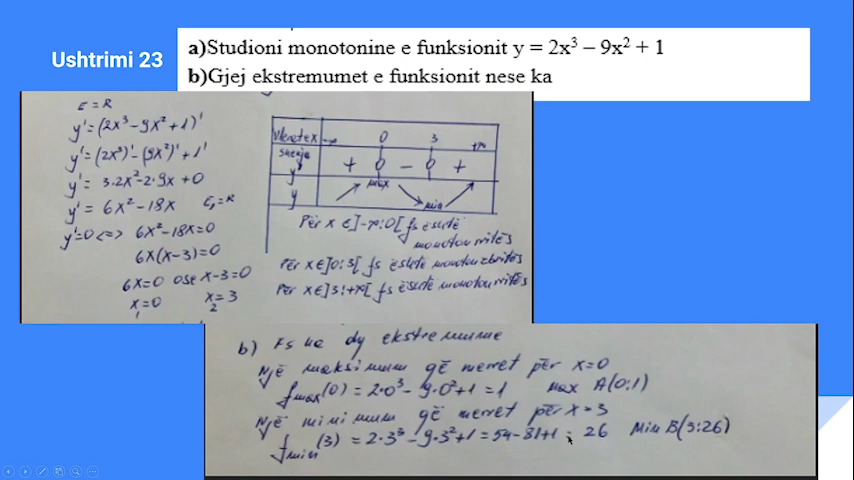 Ushtrimi 23
a)Studioni monotonine e funksionit y = 2x³ – 9x² + 1
b)Gjej ekstremumet e funksionit nese ka
E = R
y' = (2x³-9x²+1)'
y' = (2x³)'-(9x²)'+1'
y' = 3·2x²-2·9x+0
y' = 6x²-18x E₁=R
y'=0 <=> 6x²-18x=0
6x(x-3)=0
6x=0 ose x-3=0
x₁=0 x₂=3
Vlerat e x -∞ 0 3 +∞
shenja y' + 0 - 0 +
y max min
Për x ∈]-∞:0[ fs është
monoton rritës
Për x∈]0:3[ fs është monoton zbritës
Për x∈]3:+∞[ fs është monoton rritës
b) Fs ka dy ekstremume
Një maksimum që merret për x=0
fmax(0) = 2·0³-9·0²+1 = 1 Max A(0:1)
Një minimum që merret për x=3
fmin(3) = 2·3³-9·3²+1 = 54-81+1 = 26 Min B(3:26)